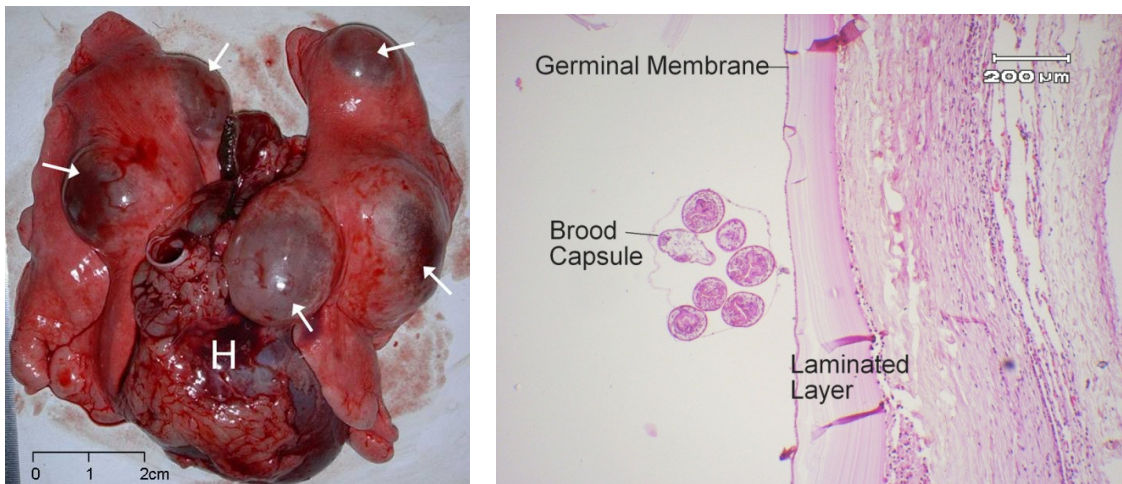 H
0 1 2cm
Germinal Membrane
200 µm
Brood
Capsule
Laminated
Layer